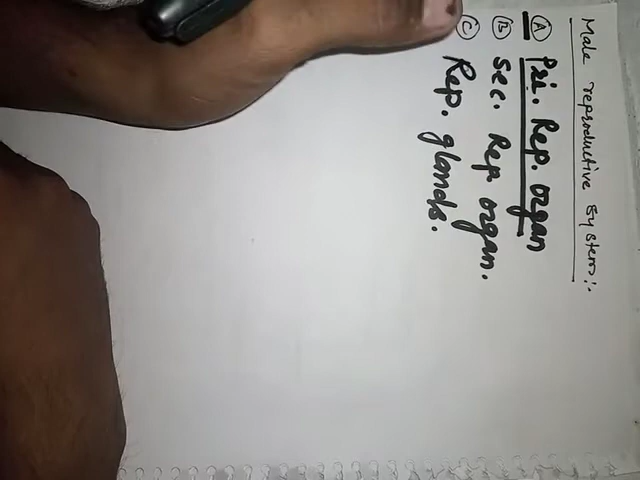 Male reproductive system:-
(A) Pri. Rep. organ
(B) Sec. Rep. organ.
(C) Rep. glands.